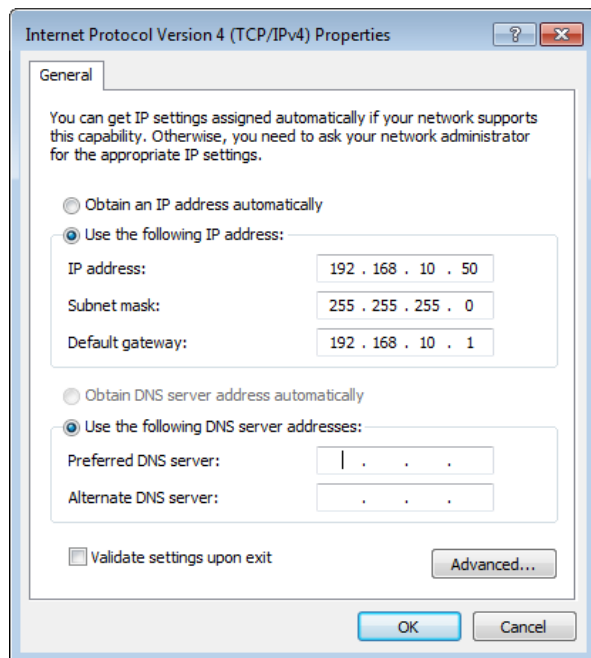 Internet Protocol Version 4 (TCP/IPv4) Properties
General
You can get IP settings assigned automatically if your network supports
this capability. Otherwise, you need to ask your network administrator
for the appropriate IP settings.
Obtain an IP address automatically
Use the following IP address:
IP address: 192 . 168 . 10 . 50
Subnet mask: 255 . 255 . 255 . 0
Default gateway: 192 . 168 . 10 . 1
Obtain DNS server address automatically
Use the following DNS server addresses:
Preferred DNS server: . . .
Alternate DNS server: . . .
Validate settings upon exit
Advanced...
OK Cancel